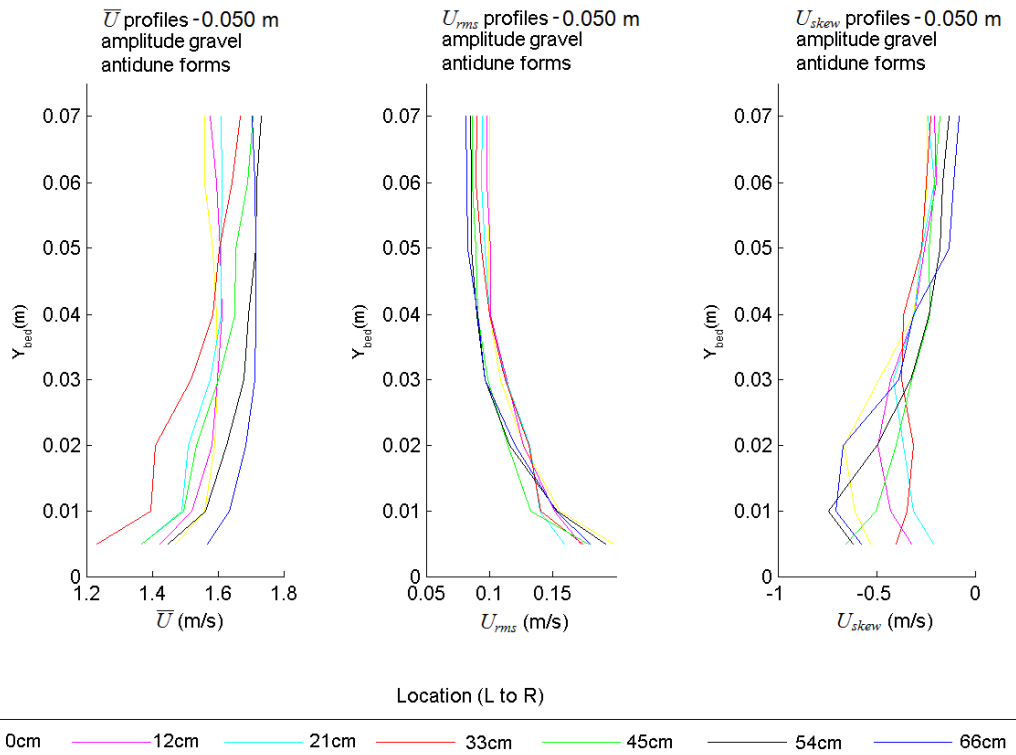 U̅ profiles -0.050 m
amplitude gravel
antidune forms
U_rms profiles -0.050 m
amplitude gravel
antidune forms
U_skew profiles -0.050 m
amplitude gravel
antidune forms
0.07
0.06
0.05
0.04
0.03
0.02
0.01
0
Y_bed(m)
1.2 1.4 1.6 1.8
U̅ (m/s)
0.07
0.06
0.05
0.04
0.03
0.02
0.01
0
Y_bed(m)
0.05 0.1 0.15
U_rms (m/s)
0.07
0.06
0.05
0.04
0.03
0.02
0.01
0
Y_bed(m)
-1 -0.5 0
U_skew (m/s)
Location (L to R)
0cm 12cm 21cm 33cm 45cm 54cm 66cm